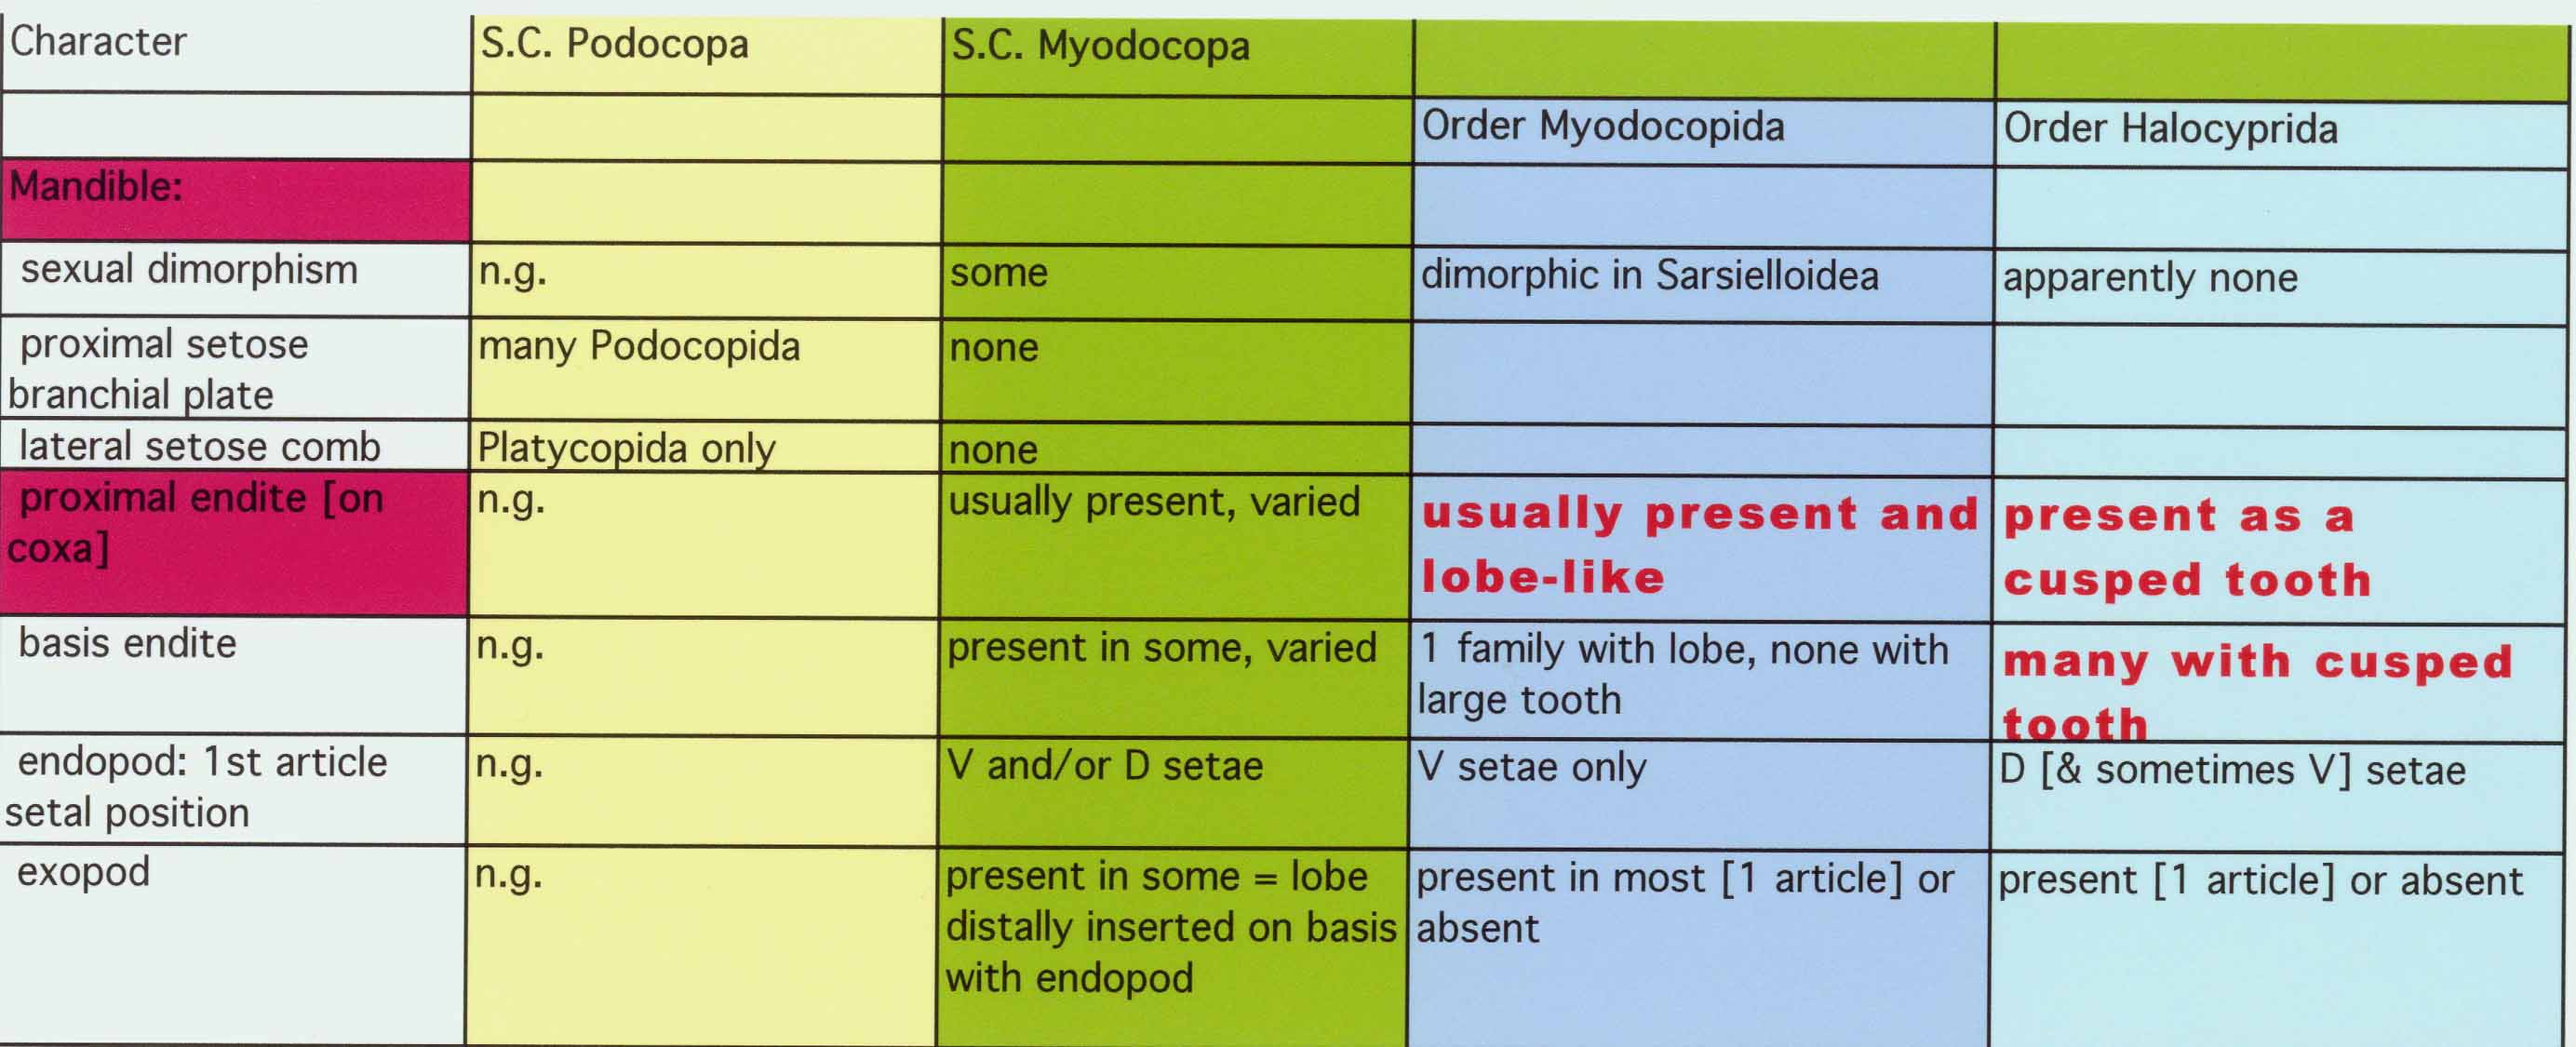 Character
S.C. Podocopa
S.C. Myodocopa
Order Myodocopida
Order Halocyprida
Mandible:
sexual dimorphism
n.g.
some
dimorphic in Sarsielloidea
apparently none
proximal setose
branchial plate
many Podocopida
none
lateral setose comb
Platycopida only
none
proximal endite [on
coxa]
n.g.
usually present, varied
usually present and
lobe-like
present as a
cusped tooth
basis endite
n.g.
present in some, varied
1 family with lobe, none with
large tooth
many with cusped
tooth
endopod: 1st article
setal position
n.g.
V and/or D setae
V setae only
D [& sometimes V] setae
exopod
n.g.
present in some = lobe
distally inserted on basis
with endopod
present in most [1 article] or
absent
present [1 article] or absent